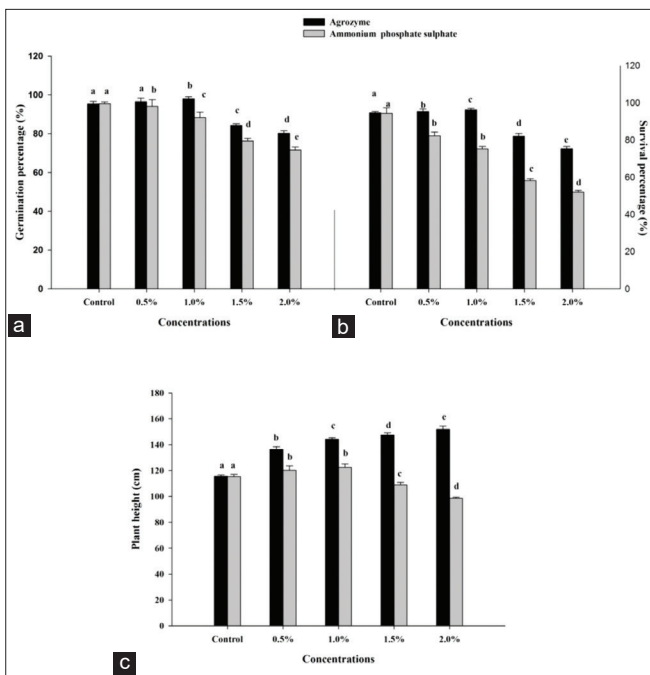 Agrozyme
Ammonium phosphate sulphate
Germination percentage (%)
120
100
80
60
40
20
0
a a a b b c c d d e
Control 0.5% 1.0% 1.5% 2.0%
Concentrations
a
Survival percentage (%)
120
100
80
60
40
20
0
a a b b c b d c e d
Control 0.5% 1.0% 1.5% 2.0%
Concentrations
b
Plant height (cm)
180
160
140
120
100
80
60
40
20
0
a a b b c b d c e d
Control 0.5% 1.0% 1.5% 2.0%
Concentrations
c